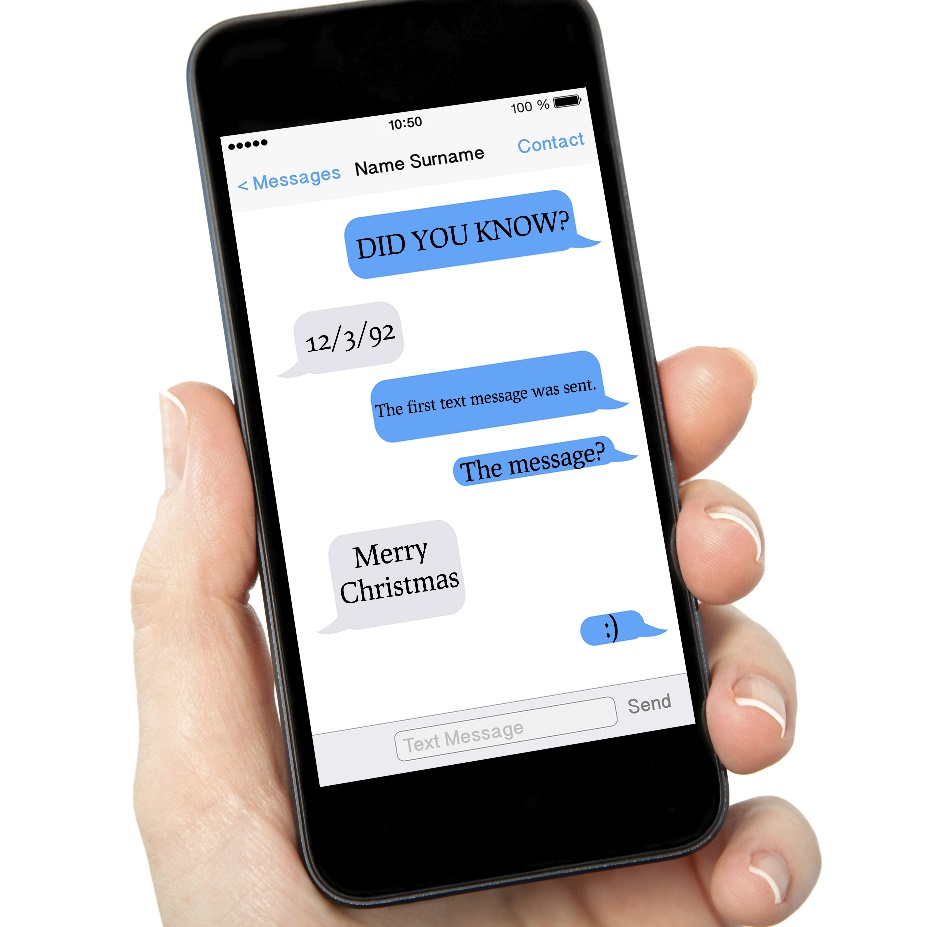 10:50
100 %
< Messages Name Surname Contact
DID YOU KNOW?
12/3/92
The first text message was sent.
The message?
Merry
Christmas
:)
Text Message Send